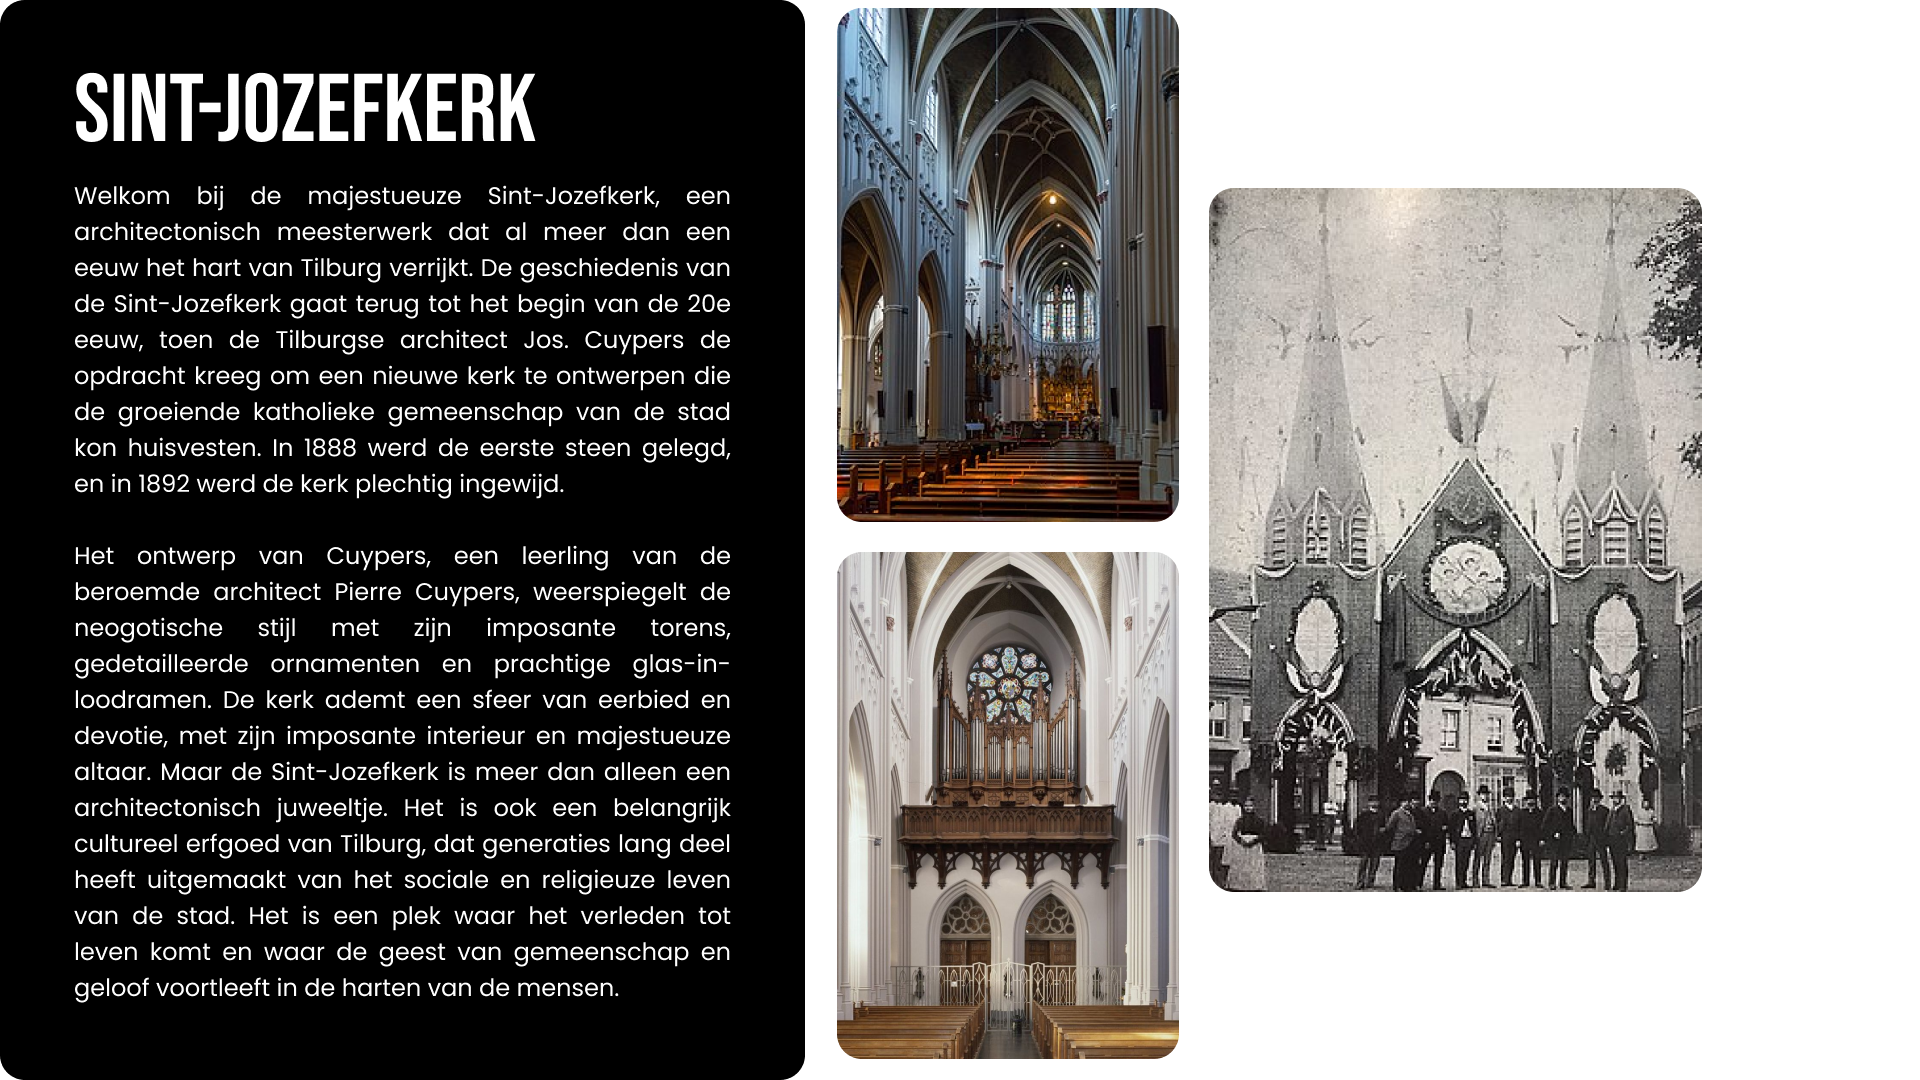 SINT-JOZEFKERK
Welkom bij de majestueuze Sint-Jozefkerk, een
architectonisch meesterwerk dat al meer dan een
eeuw het hart van Tilburg verrijkt. De geschiedenis van
de Sint-Jozefkerk gaat terug tot het begin van de 20e
eeuw, toen de Tilburgse architect Jos. Cuypers de
opdracht kreeg om een nieuwe kerk te ontwerpen die
de groeiende katholieke gemeenschap van de stad
kon huisvesten. In 1888 werd de eerste steen gelegd,
en in 1892 werd de kerk plechtig ingewijd.
Het ontwerp van Cuypers, een leerling van de
beroemde architect Pierre Cuypers, weerspiegelt de
neogotische stijl met zijn imposante torens,
gedetailleerde ornamenten en prachtige glas-in-
loodramen. De kerk ademt een sfeer van eerbied en
devotie, met zijn imposante interieur en majestueuze
altaar. Maar de Sint-Jozefkerk is meer dan alleen een
architectonisch juweeltje. Het is ook een belangrijk
cultureel erfgoed van Tilburg, dat generaties lang deel
heeft uitgemaakt van het sociale en religieuze leven
van de stad. Het is een plek waar het verleden tot
leven komt en waar de geest van gemeenschap en
geloof voortleeft in de harten van de mensen.